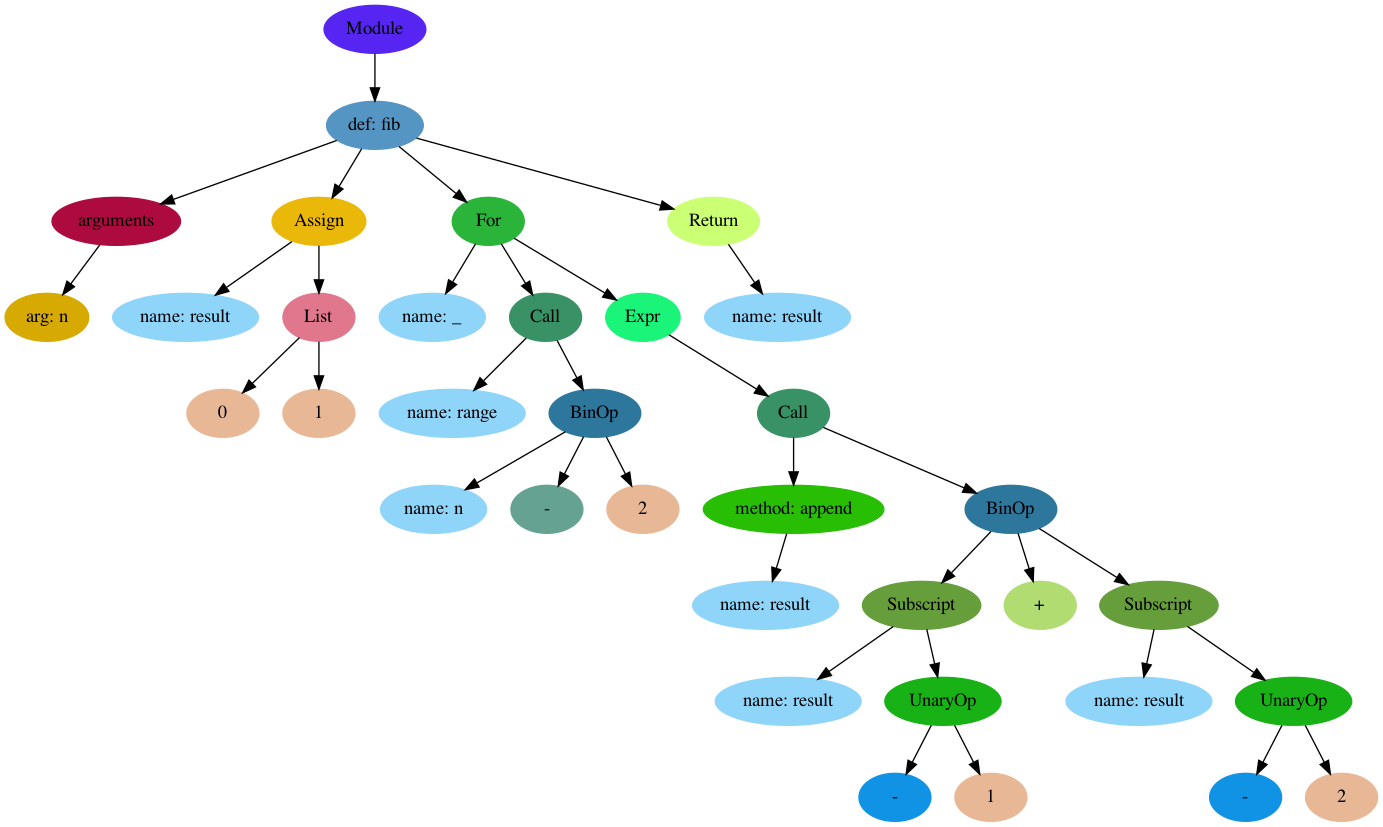 Module
def: fib
arguments
Assign
For
Return
arg: n
name: result
List
name: _
Call
Expr
name: result
0
1
name: range
BinOp
Call
name: n
-
2
method: append
BinOp
name: result
Subscript
+
Subscript
name: result
UnaryOp
name: result
UnaryOp
-
1
-
2